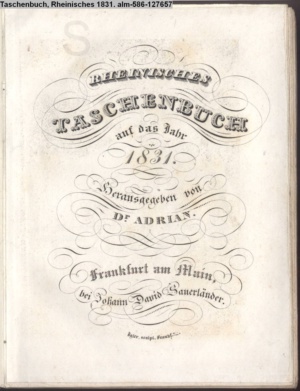 Taschenbuch, Rheinisches 1831. alm-586-127657
RHEINISCHES
TASCHENBUCH
auf das Jahr
1831.
Herausgegeben von
Dr. ADRIAN.
Frankfurt am Main,
bei Johann David Sauerländer.